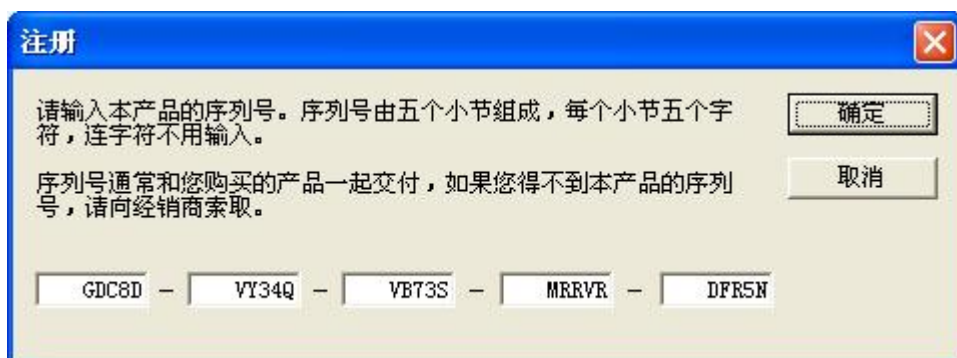 注册
请输入本产品的序列号。序列号由五个小节组成，每个小节五个字
符，连字符不用输入。
确定
序列号通常和您购买的产品一起交付，如果您得不到本产品的序列
号，请向经销商索取。
取消
GDC8D - VY34Q - VB73S - MRRVR - DFR5N